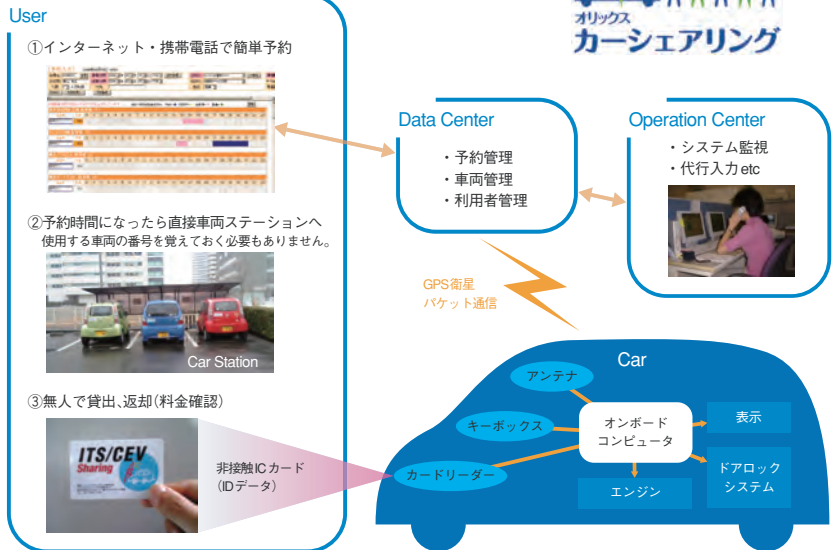 User
①インターネット・携帯電話で簡単予約
②予約時間になったら直接車両ステーションへ
使用する車両の番号を覚えておく必要もありません。
Car Station
③無人で貸出、返却(料金確認)
ITS/CEV
Sharing
非接触ICカード
(IDデータ)
オリックス
カーシェアリング
Data Center
・予約管理
・車両管理
・利用者管理
Operation Center
・システム監視
・代行入力etc
GPS衛星
パケット通信
Car
アンテナ
キーボックス
カードリーダー
オンボード
コンピュータ
表示
ドアロック
システム
エンジン